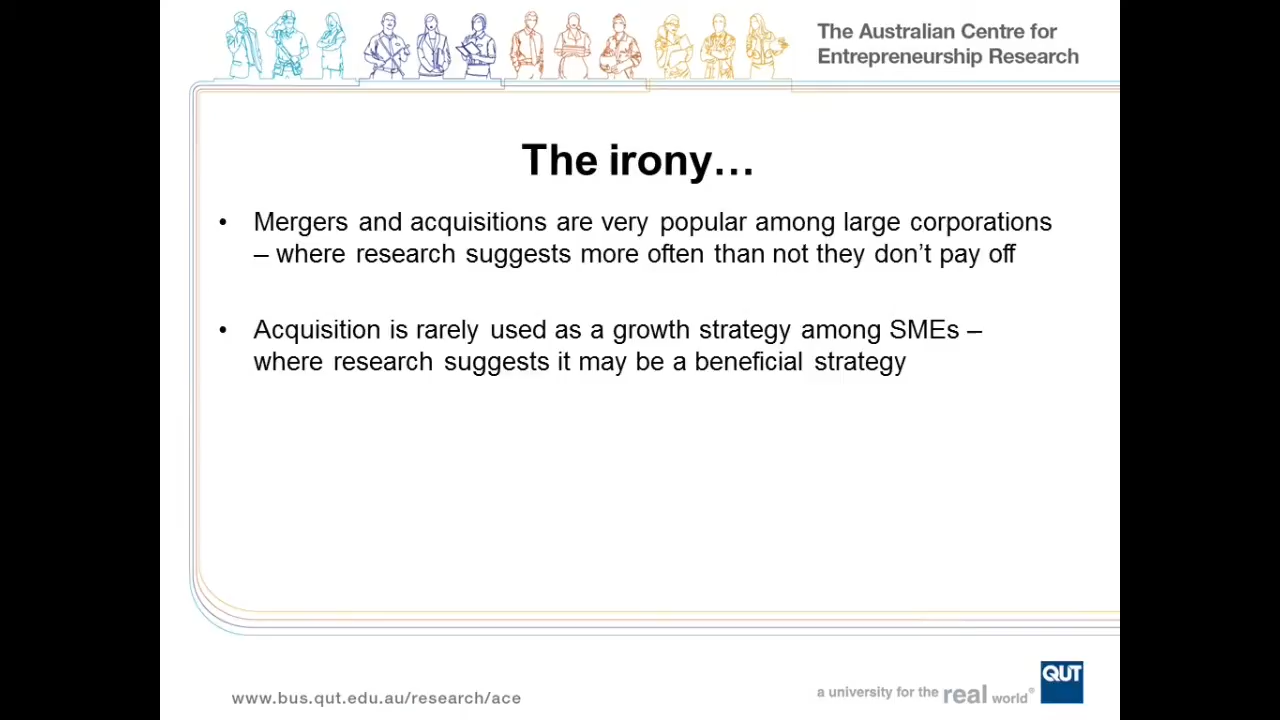 The Australian Centre for
Entrepreneurship Research
The irony…
• Mergers and acquisitions are very popular among large corporations
– where research suggests more often than not they don’t pay off
• Acquisition is rarely used as a growth strategy among SMEs –
where research suggests it may be a beneficial strategy
www.bus.qut.edu.au/research/ace
a university for the real world®
QUT